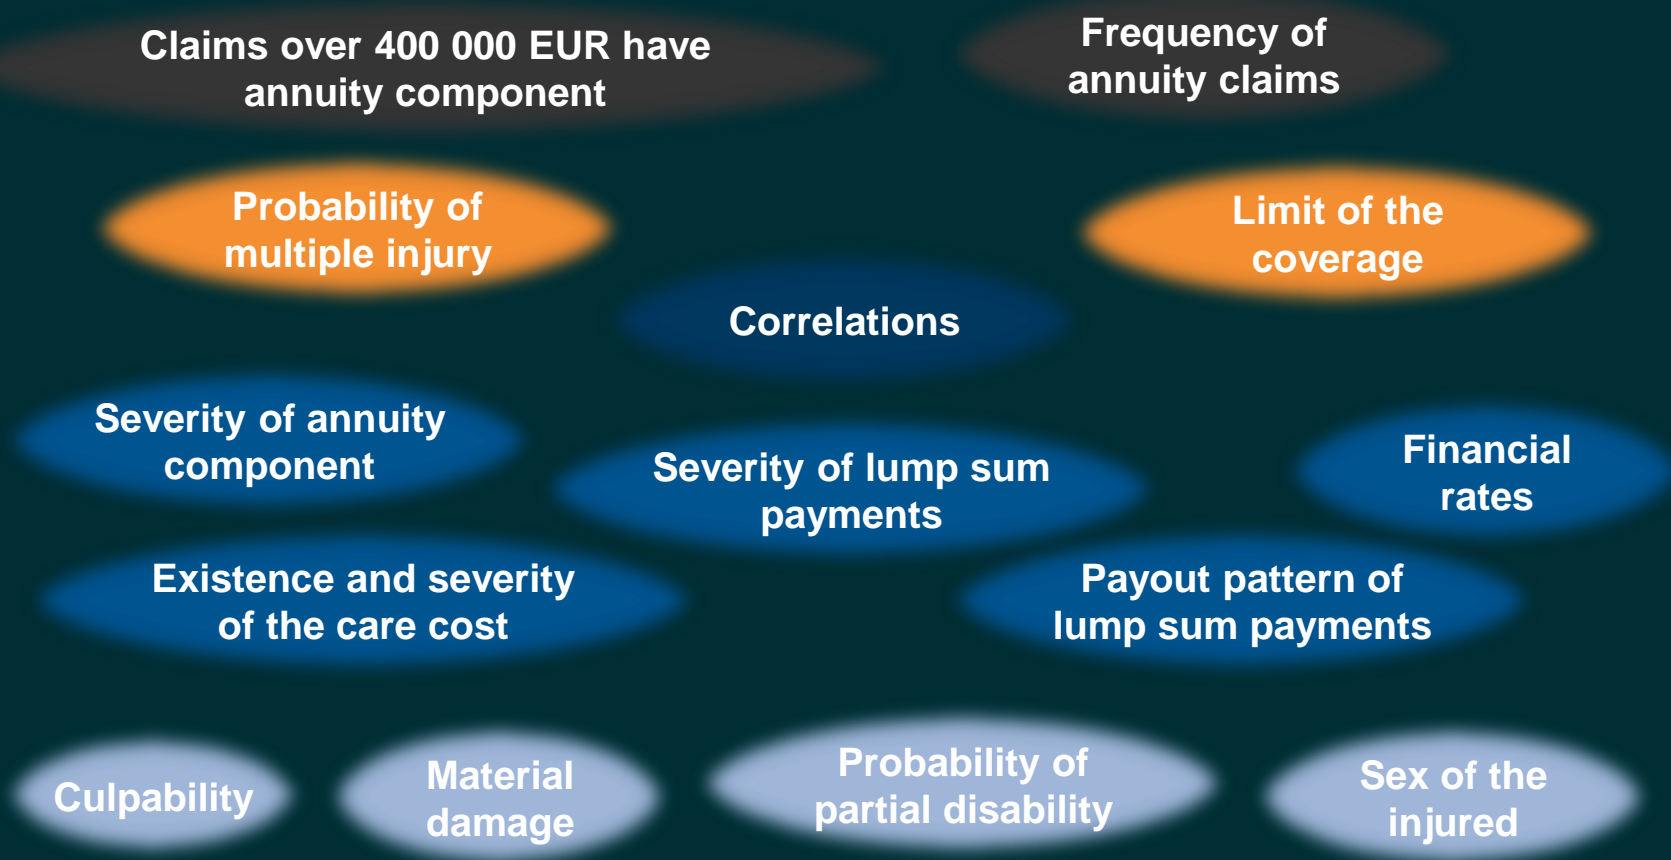 Claims over 400 000 EUR have
annuity component
Frequency of
annuity claims
Probability of
multiple injury
Limit of the
coverage
Correlations
Severity of annuity
component
Severity of lump sum
payments
Financial
rates
Existence and severity
of the care cost
Payout pattern of
lump sum payments
Culpability
Material
damage
Probability of
partial disability
Sex of the
injured